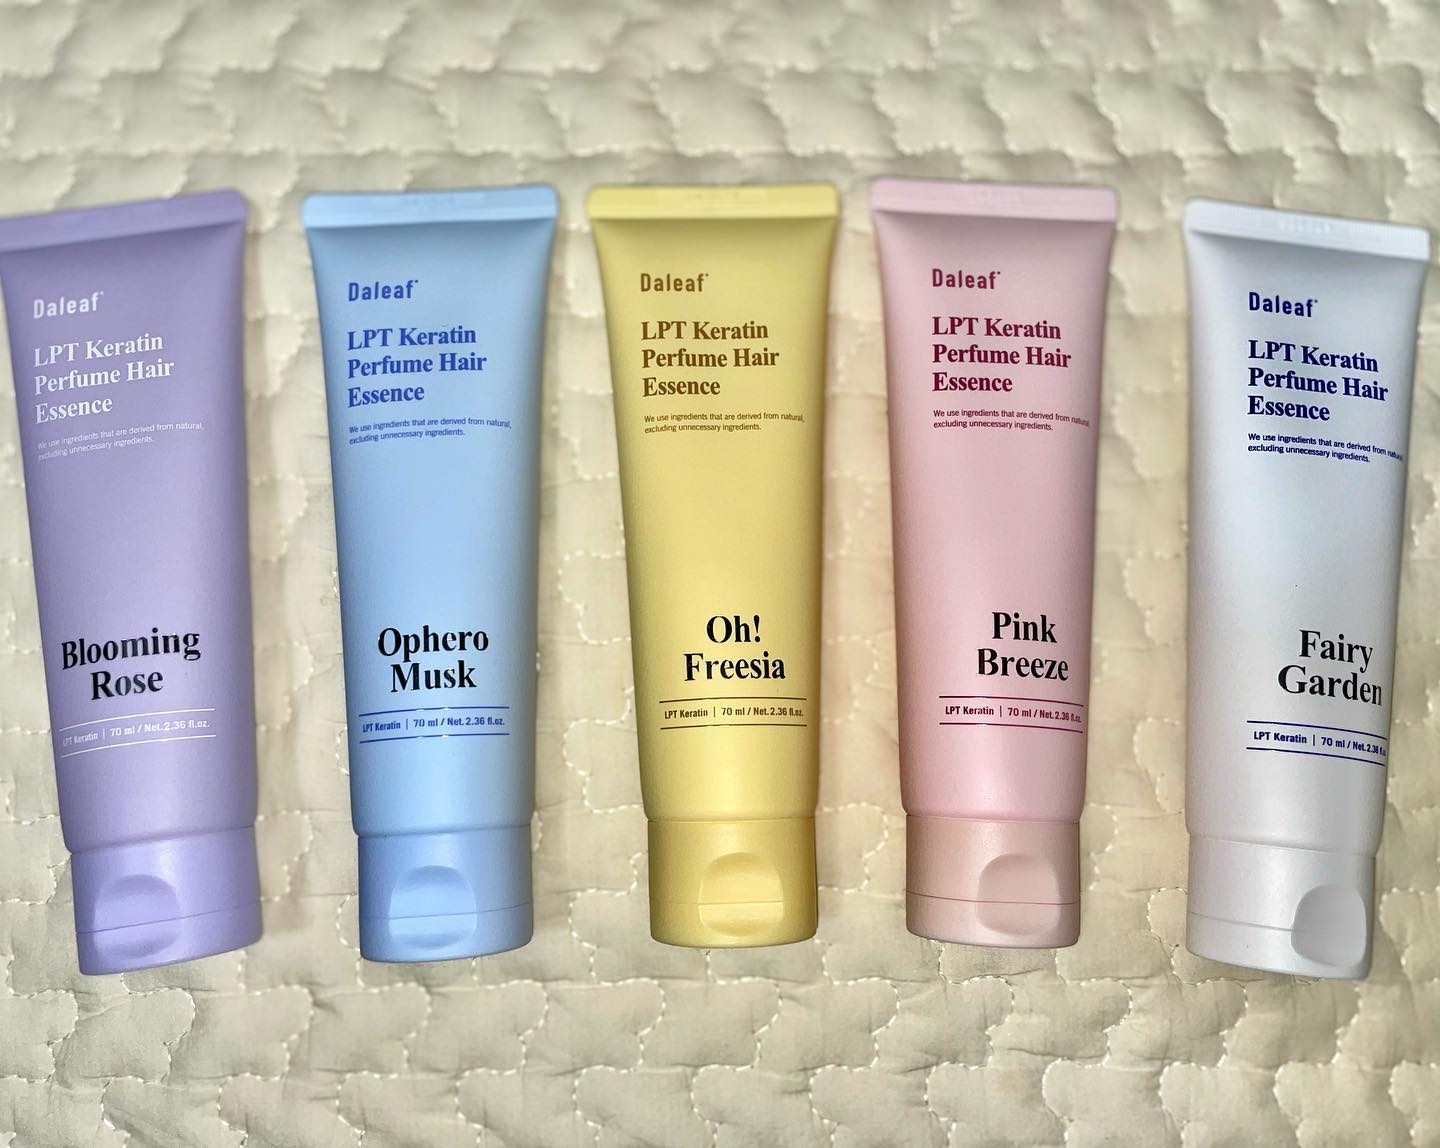 Daleaf
LPT Keratin
Perfume Hair
Essence
We use ingredients that are derived from natural,
excluding unnecessary ingredients.
Blooming
Rose
LPT Keratin | 70 ml / Net.2.36 fl.oz.
Daleaf
LPT Keratin
Perfume Hair
Essence
We use ingredients that are derived from natural,
excluding unnecessary ingredients.
Ophero
Musk
LPT Keratin | 70 ml / Net.2.36 fl.oz.
Daleaf
LPT Keratin
Perfume Hair
Essence
We use ingredients that are derived from natural,
excluding unnecessary ingredients.
Oh!
Freesia
LPT Keratin | 70 ml / Net.2.36 fl.oz.
Daleaf
LPT Keratin
Perfume Hair
Essence
We use ingredients that are derived from natural,
excluding unnecessary ingredients.
Pink
Breeze
LPT Keratin | 70 ml / Net.2.36 fl.oz.
Daleaf
LPT Keratin
Perfume Hair
Essence
We use ingredients that are derived from natural,
excluding unnecessary ingredients.
Fairy
Garden
LPT Keratin | 70 ml / Net.2.36 fl.oz.